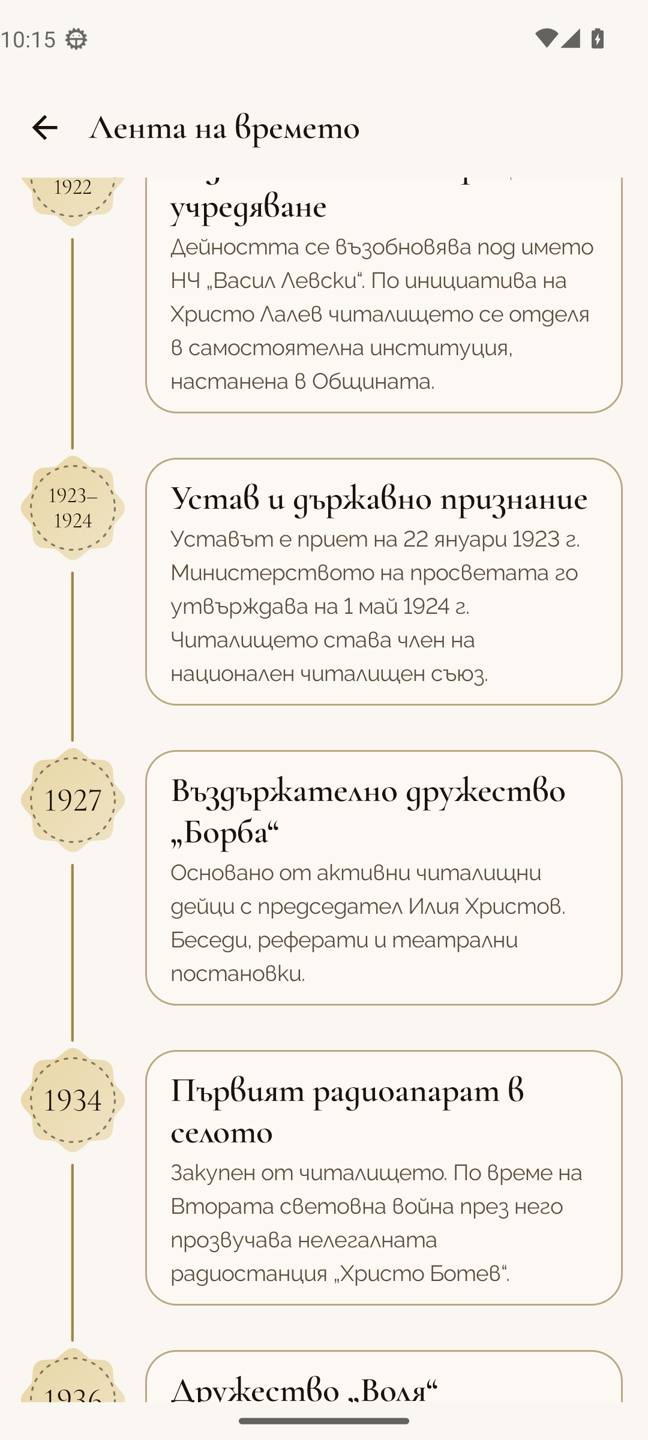 10:15
Лента на времето
1922
учредяване
Дейността се възобновява под името
НЧ „Васил Левски“. По инициатива на
Христо Лалев читалището се отделя
в самостоятелна институция,
настанена в Общината.
1923–
1924
Устав и държавно признание
Уставът е приет на 22 януари 1923 г.
Министерството на просветата го
утвърждава на 1 май 1924 г.
Читалището става член на
национален читалищен съюз.
1927
Въздържателно дружество
„Борба“
Основано от активни читалищни
дейци с председател Илия Христов.
Беседи, реферати и театрални
постановки.
1934
Първият радиоапарат в
селото
Закупен от читалището. По време на
Втората световна война през него
прозвучава нелегалната
радиостанция „Христо Ботев“.
1936
Дружество „Воля“